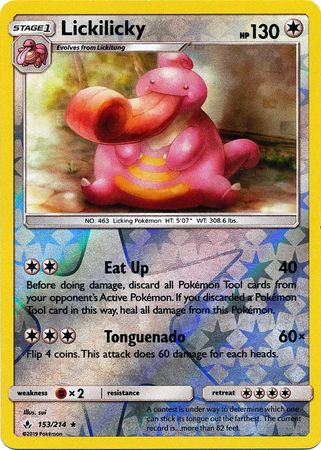 STAGE 1 Lickilicky HP 130
Evolves from Lickitung
NO. 463 Licking Pokémon HT: 5'07" WT: 308.6 lbs.
Eat Up 40
Before doing damage, discard all Pokémon Tool cards from
your opponent's Active Pokémon. If you discarded a Pokémon
Tool card in this way, heal all damage from this Pokémon.
Tonguenado 60×
Flip 4 coins. This attack does 60 damage for each heads.
weakness × 2 resistance retreat
Illus. sui
153/214
©2019 Pokémon
A contest is under way to determine which one
can stick its tongue out the farthest. The current
record is...more than 82 feet.